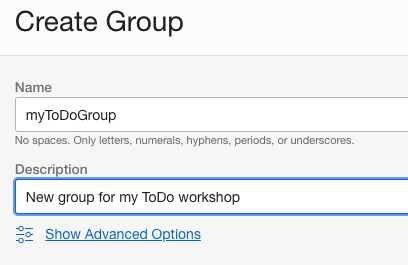 Create Group
Name
myToDoGroup
No spaces. Only letters, numerals, hyphens, periods, or underscores.
Description
New group for my ToDo workshop
Show Advanced Options